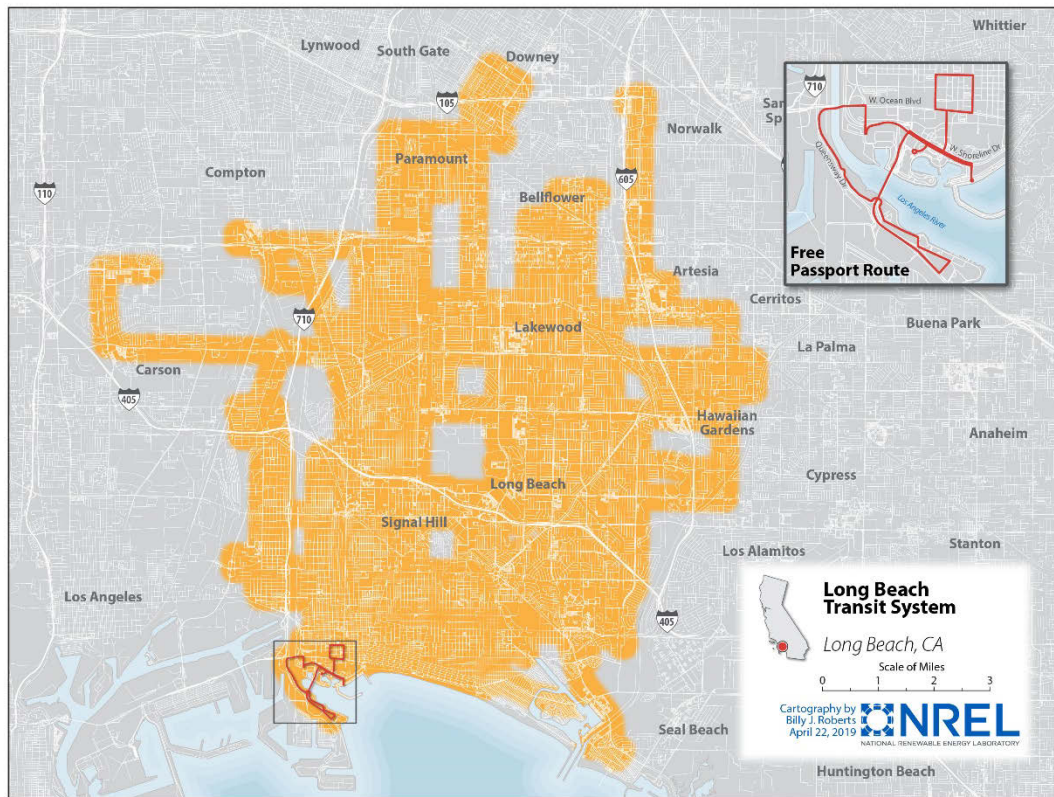 Whittier
Lynwood
South Gate
Downey
105
Norwalk
Paramount
Compton
110
605
Bellflower
Artesia
Cerritos
Buena Park
710
Lakewood
La Palma
Carson
405
Hawaiian
Gardens
Anaheim
Cypress
Long Beach
Signal Hill
Los Alamitos
Stanton
Los Angeles
405
Seal Beach
Huntington Beach
710
W. Ocean Blvd
W. Shoreline Dr
Queensway Dr
Los Angeles
River
Free
Passport Route
Long Beach
Transit System
Long Beach, CA
Scale of Miles
0 1 2 3
Cartography by
Billy J. Roberts
April 22, 2019
NREL
NATIONAL RENEWABLE ENERGY LABORATORY